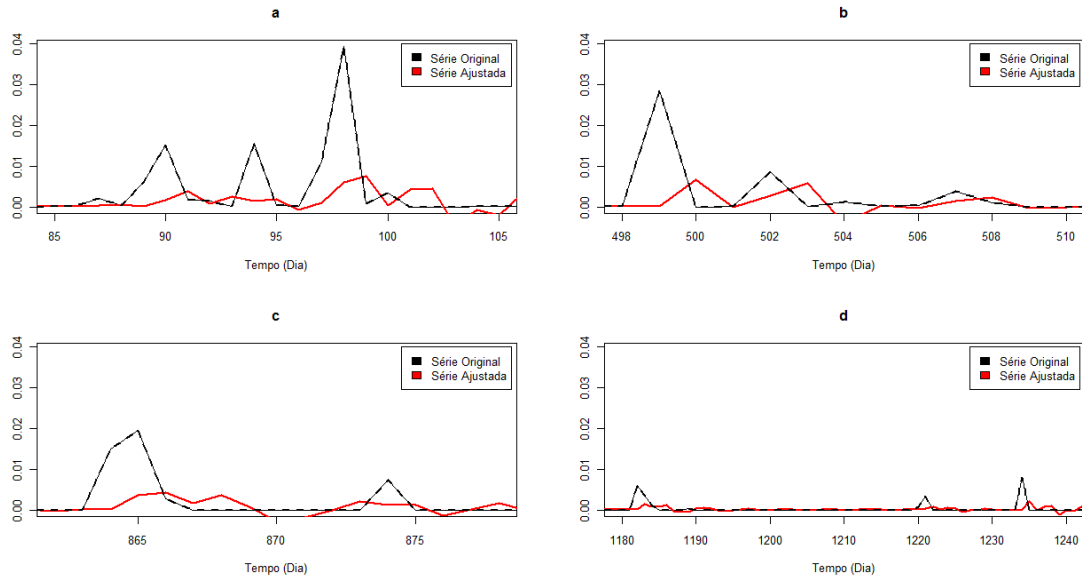 a
0.04
0.03
0.02
0.01
0.00
Série Original
Série Ajustada
85 90 95 100 105
Tempo (Dia)
b
0.04
0.03
0.02
0.01
0.00
Série Original
Série Ajustada
498 500 502 504 506 508 510
Tempo (Dia)
c
0.04
0.03
0.02
0.01
0.00
Série Original
Série Ajustada
865 870 875
Tempo (Dia)
d
0.04
0.03
0.02
0.01
0.00
Série Original
Série Ajustada
1180 1190 1200 1210 1220 1230 1240
Tempo (Dia)